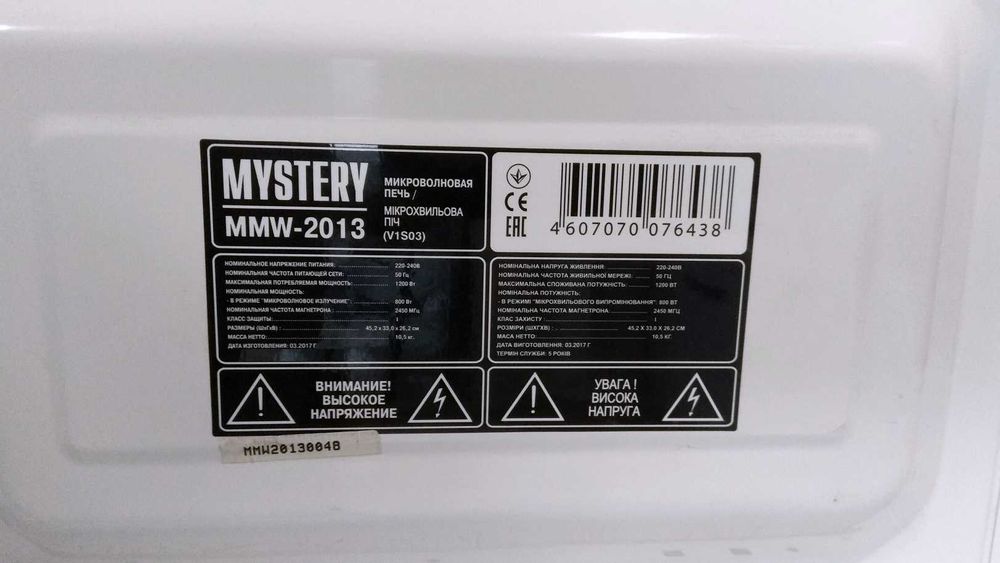 MYSTERY
MMW-2013
МИКРОВОЛНОВАЯ
ПЕЧЬ /
МІКРОХВИЛЬОВА
ПІЧ
(V1S03)
CE
EAC
4607070 076438
НОМИНАЛЬНОЕ НАПРЯЖЕНИЕ ПИТАНИЯ: 220-240В
НОМИНАЛЬНАЯ ЧАСТОТА ПИТАЮЩЕЙ СЕТИ: 50 Гц
МАКСИМАЛЬНАЯ ПОТРЕБЛЯЕМАЯ МОЩНОСТЬ: 1200 Вт
НОМИНАЛЬНАЯ МОЩНОСТЬ:
- В РЕЖИМЕ "МИКРОВОЛНОВОЕ ИЗЛУЧЕНИЕ" 800 Вт
НОМИНАЛЬНАЯ ЧАСТОТА МАГНЕТРОНА: 2450 МГц
КЛАСС ЗАЩИТЫ: I
РАЗМЕРЫ (ШхГхВ) 45,2 x 33,0 x 26,2 см
МАССА НЕТТО: 10,5 кг.
ДАТА ИЗГОТОВЛЕНИЯ: 03.2017 Г
НОМІНАЛЬНА НАПРУГА ЖИВЛЕННЯ 220-240В
НОМІНАЛЬНА ЧАСТОТА ЖИВИЛЬНОЇ МЕРЕЖІ: 50 ГЦ
МАКСИМАЛЬНА СПОЖИВАНА ПОТУЖНІСТЬ: 1200 ВТ
НОМІНАЛЬНА ПОТУЖНІСТЬ:
- В РЕЖИМІ "МІКРОХВИЛЬОВОГО ВИПРОМІНЮВАННЯ": 800 ВТ
НОМІНАЛЬНА ЧАСТОТА МАГНЕТРОНА: 2450 МГЦ
КЛАС ЗАХИСТУ: I
РОЗМІРИ (ШХГХВ) 45.2 X 33.0 X 26.2 СМ
МАСА НЕТТО: 10,5 КГ.
ДАТА ВИГОТОВЛЕННЯ: 03.2017 Г
ТЕРМІН СЛУЖБИ: 5 РОКІВ
ВНИМАНИЕ!
ВЫСОКОЕ
НАПРЯЖЕНИЕ
УВАГА !
ВИСОКА
НАПРУГА
MMW20130048